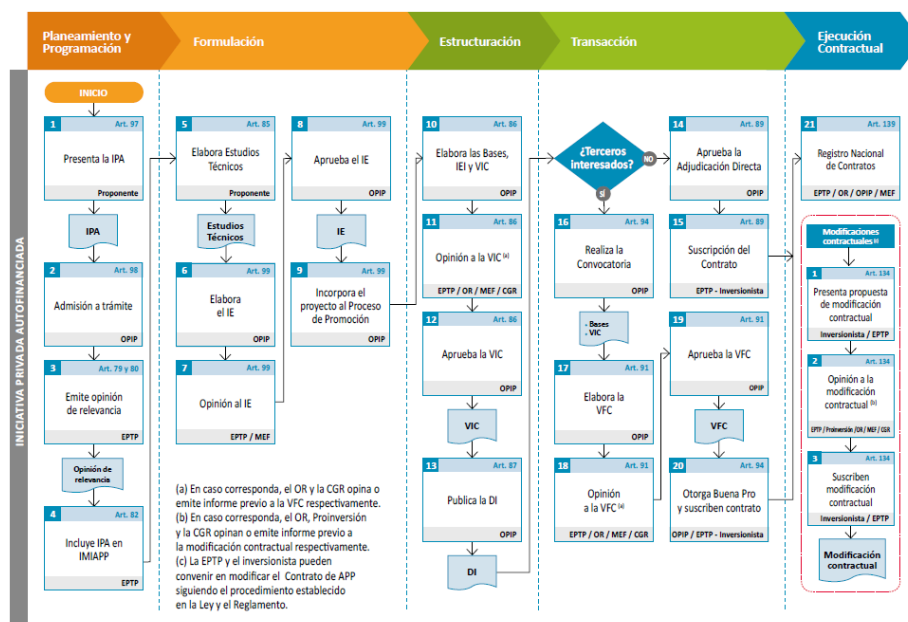 Planeamiento y
Programación
Formulación
Estructuración
Transacción
Ejecución
Contractual
INICIATIVA PRIVADA AUTOFINANCIADA
INICIO
1 Art. 97
Presenta la IPA
Proponente
IPA
2 Art. 98
Admisión a trámite
OPIP
3 Art. 79 y 80
Emite opinión
de relevancia
EPTP
Opinión de
relevancia
4 Art. 82
Incluye IPA en
IMIAPP
EPTP
5 Art. 85
Elabora Estudios
Técnicos
Proponente
Estudios
Técnicos
6 Art. 99
Elabora
el IE
OPIP
7 Art. 99
Opinión al IE
EPTP / MEF
8 Art. 99
Aprueba el IE
OPIP
IE
9 Art. 99
Incorpora el
proyecto al Proceso
de Promoción
OPIP
(a) En caso corresponda, el OR y la CGR opina o
emite informe previo a la VFC respectivamente.
(b) En caso corresponda, el OR, Proinversión
y la CGR opinan o emite informe previo a
la modificación contractual respectivamente.
(c) La EPTP y el inversionista pueden
convenir en modificar el Contrato de APP
siguiendo el procedimiento establecido
en la Ley y el Reglamento.
10 Art. 86
Elabora las Bases,
IEI y VIC
OPIP
11 Art. 86
Opinión a la VIC (a)
EPTP / OR / MEF / CGR
12 Art. 86
Aprueba la VIC
OPIP
VIC
13 Art. 87
Publica la DI
OPIP
DI
¿Terceros
interesados?
NO
SÍ
16 Art. 94
Realiza la
Convocatoria
OPIP
- Bases
- VIC
17 Art. 91
Elabora la
VFC
OPIP
18 Art. 91
Opinión
a la VFC (a)
EPTP / OR / MEF / CGR
14 Art. 89
Aprueba la
Adjudicación Directa
OPIP
15 Art. 89
Suscripción del
Contrato
EPTP - Inversionista
19 Art. 91
Aprueba la VFC
OPIP
VFC
20 Art. 94
Otorga Buena Pro
y suscriben contrato
OPIP / EPTP - Inversionista
21 Art. 139
Registro Nacional
de Contratos
EPTP / OR / OPIP / MEF
Modificaciones
contractuales (c)
1 Art. 134
Presenta propuesta
de modificación
contractual
Inversionista / EPTP
2 Art. 134
Opinión a la
modificación
contractual (b)
EPTP / Proinversión / OR / MEF / CGR
3 Art. 134
Suscriben
modificación
contractual
Inversionista / EPTP
Modificación
contractual